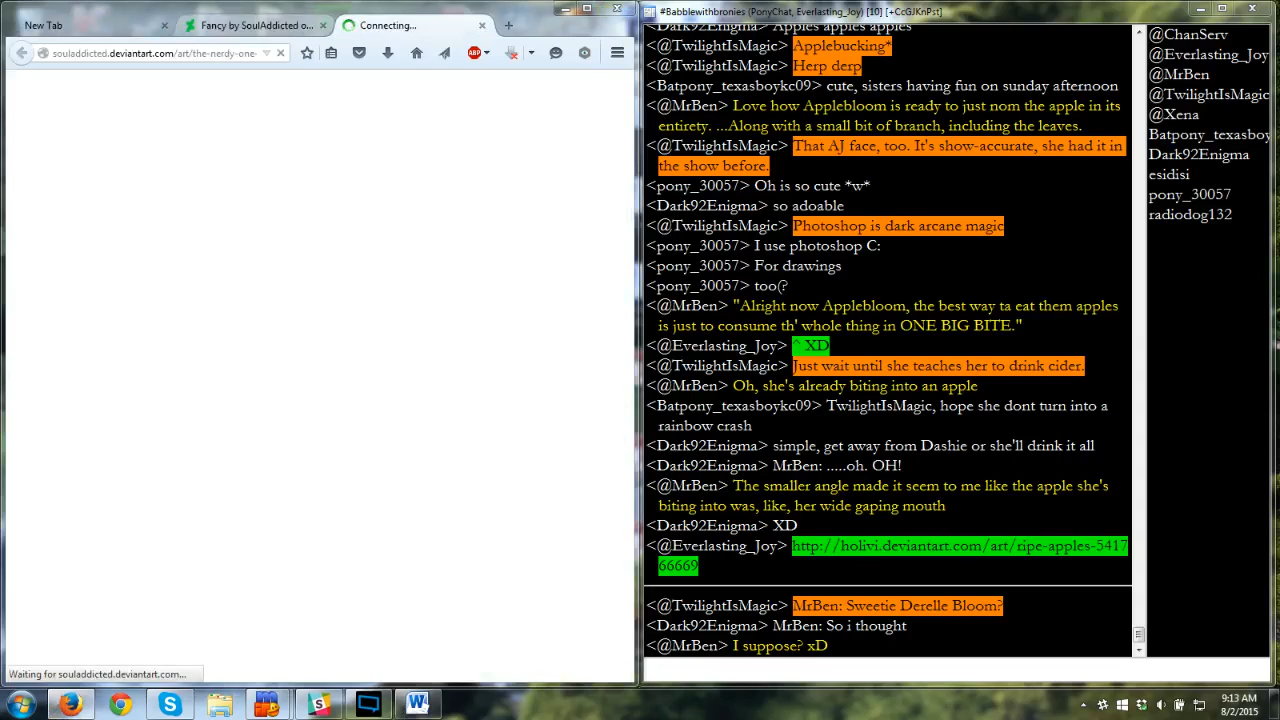 New Tab
Fancy by SoulAddicted o...
Connecting...
souladdicted.deviantart.com/art/the-nerdy-one-
ABP
Waiting for souladdicted.deviantart.com...
#Babblewithbronies (PonyChat, Everlasting_Joy) [10] [+CcGJKnPst]
<Dark92Enigma> Apples apples apples
<@TwilightIsMagic> Applebucking*
<@TwilightIsMagic> Herp derp
<Batpony_texasboykc09> cute, sisters having fun on sunday afternoon
<@MrBen> Love how Applebloom is ready to just nom the apple in its
entirety. ...Along with a small bit of branch, including the leaves.
<@TwilightIsMagic> That AJ face, too. It's show-accurate, she had it in
the show before.
<pony_30057> Oh is so cute *w*
<Dark92Enigma> so adoable
<@TwilightIsMagic> Photoshop is dark arcane magic
<pony_30057> I use photoshop C:
<pony_30057> For drawings
<pony_30057> too(?
<@MrBen> "Alright now Applebloom, the best way ta eat them apples
is just to consume th' whole thing in ONE BIG BITE."
<@Everlasting_Joy> ^ XD
<@TwilightIsMagic> Just wait until she teaches her to drink cider.
<@MrBen> Oh, she's already biting into an apple
<Batpony_texasboykc09> TwilightIsMagic, hope she dont turn into a
rainbow crash
<Dark92Enigma> simple, get away from Dashie or she'll drink it all
<Dark92Enigma> MrBen: .....oh. OH!
<@MrBen> The smaller angle made it seem to me like the apple she's
biting into was, like, her wide gaping mouth
<Dark92Enigma> XD
<@Everlasting_Joy> http://holivi.deviantart.com/art/ripe-apples-5417
66669
<@TwilightIsMagic> MrBen: Sweetie Derelle Bloom?
<Dark92Enigma> MrBen: So i thought
<@MrBen> I suppose? xD
@ChanServ
@Everlasting_Joy
@MrBen
@TwilightIsMagic
@Xena
Batpony_texasboy
Dark92Enigma
esidisi
pony_30057
radiodog132
9:13 AM
8/2/2015